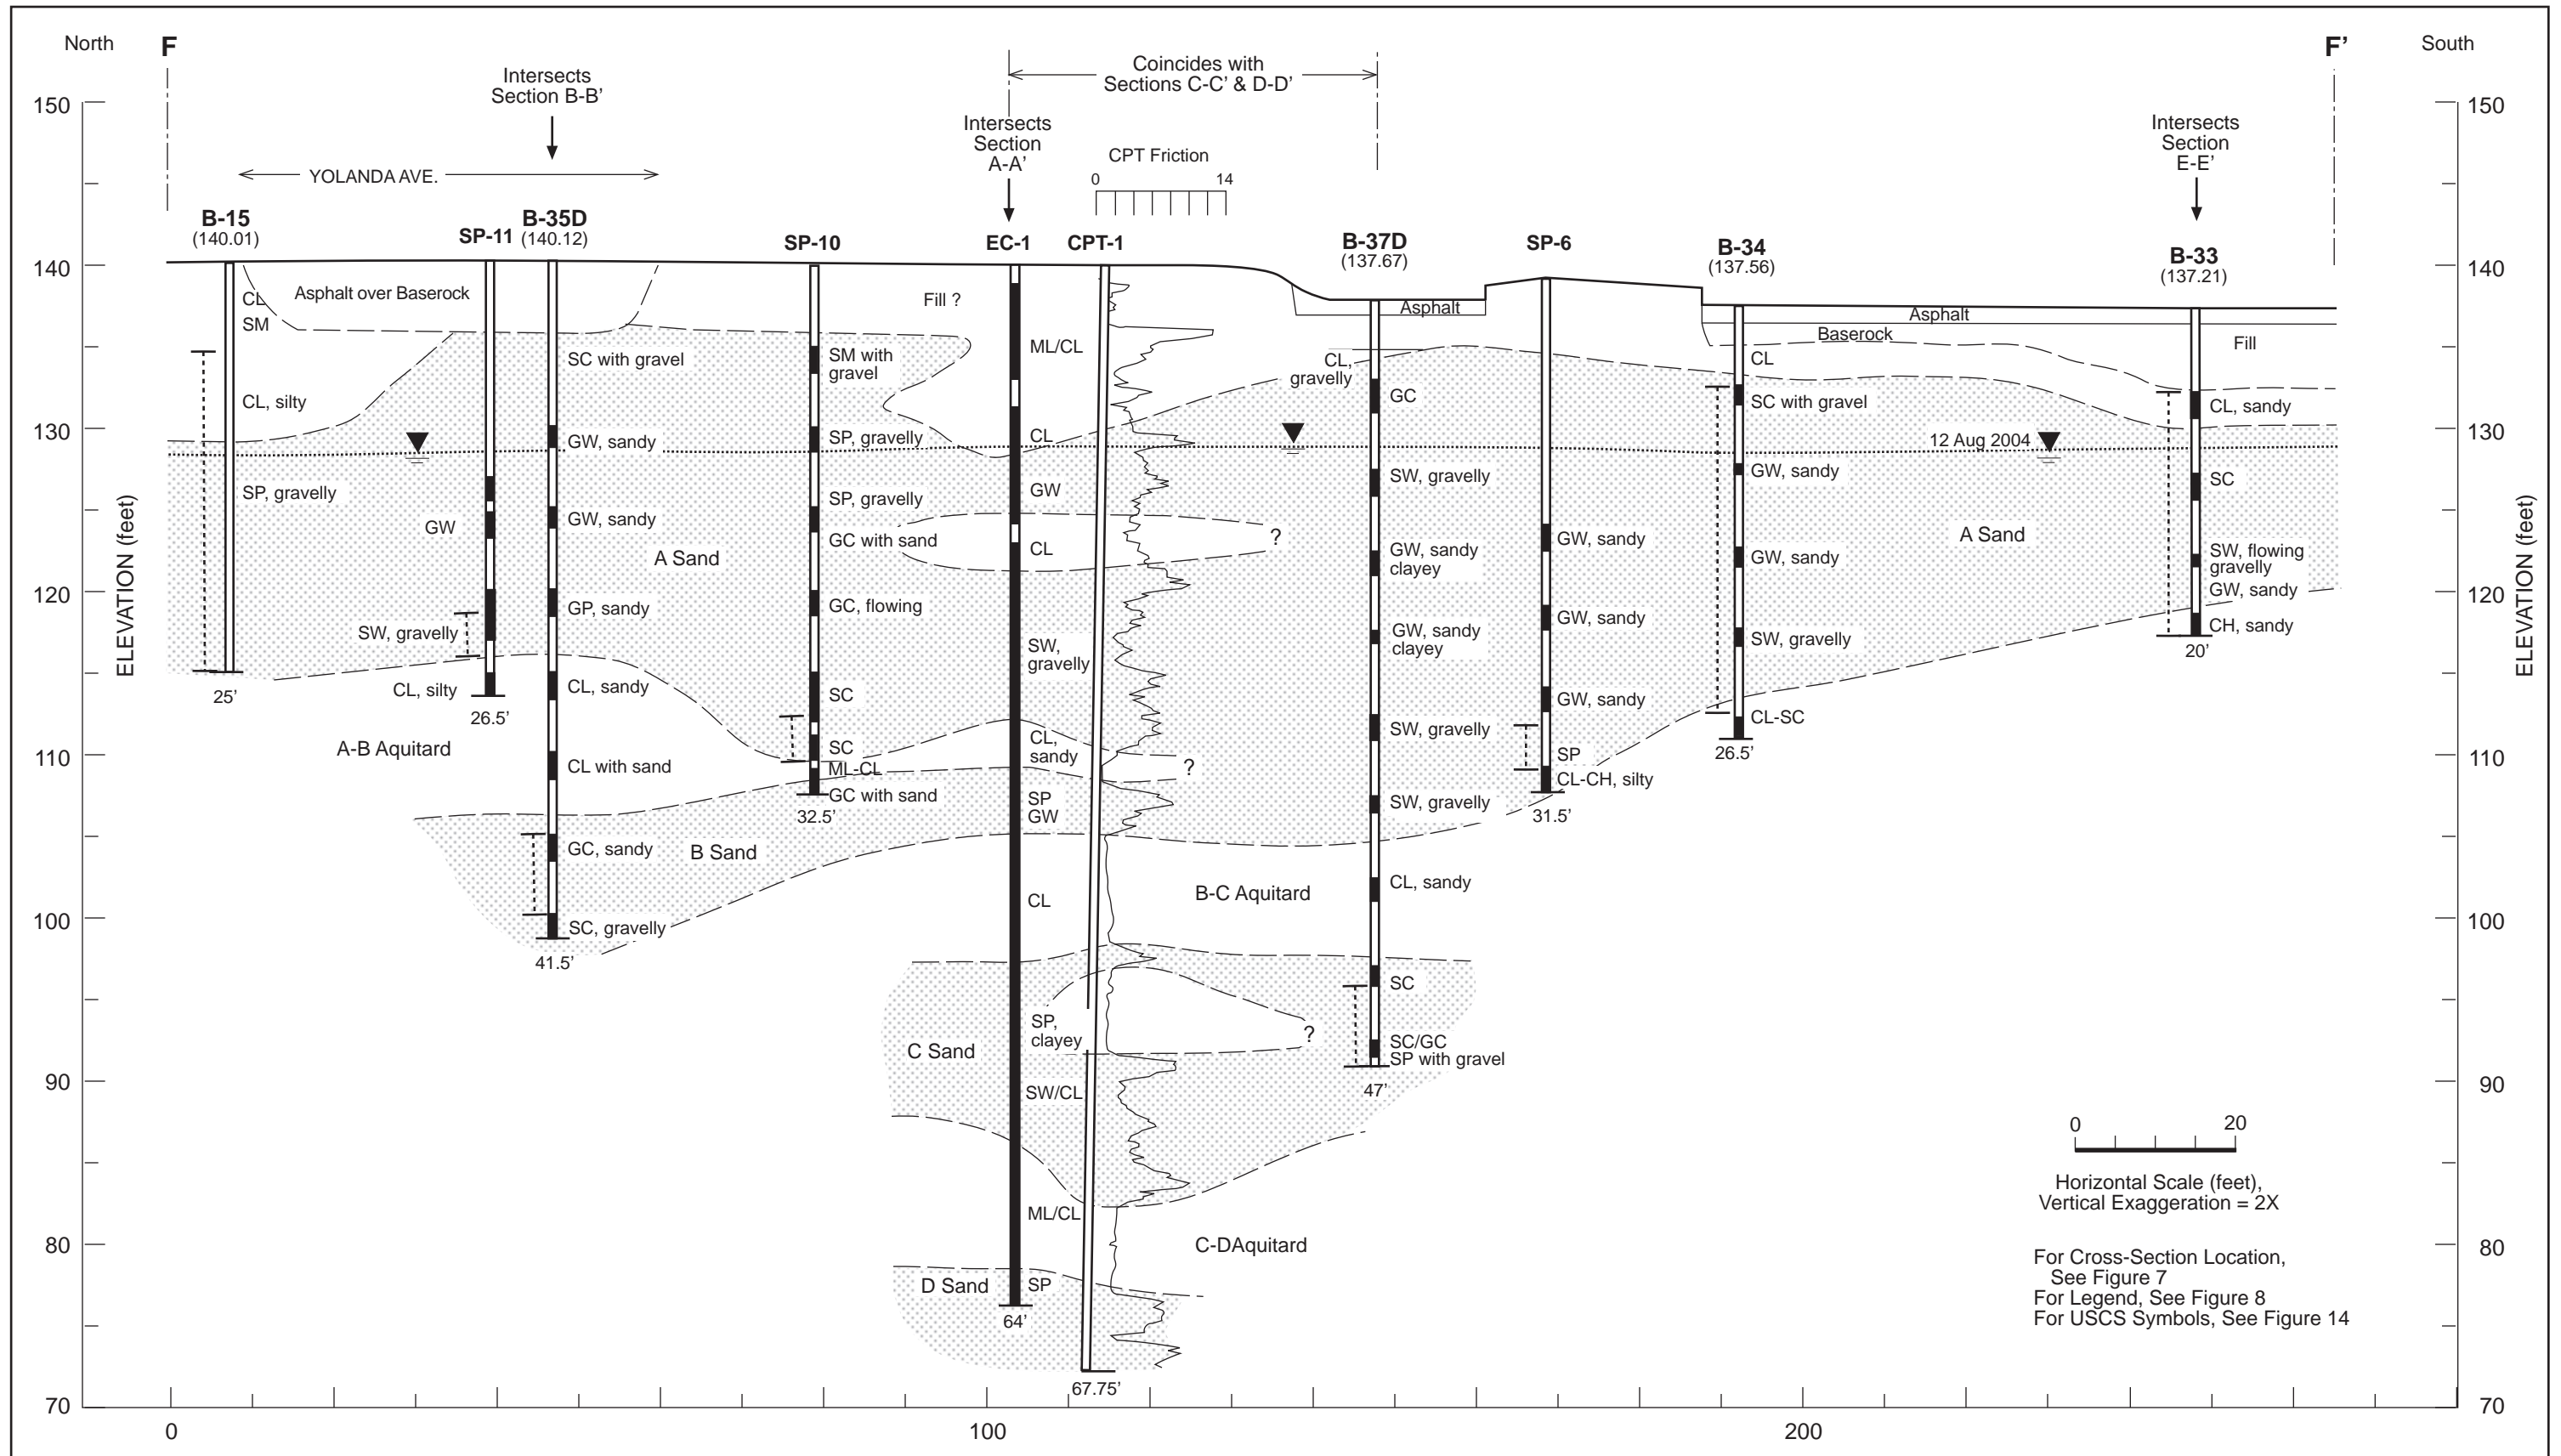 North
F
F'
South
Intersects
Section B-B'
Coincides with
Sections C-C' & D-D'
Intersects
Section
A-A'
Intersects
Section
E-E'
YOLANDA AVE.
CPT Friction
0 14
B-15
(140.01)
SP-11
B-35D
(140.12)
SP-10
EC-1
CPT-1
B-37D
(137.67)
SP-6
B-34
(137.56)
B-33
(137.21)
150
140
130
120
110
100
90
80
70
ELEVATION (feet)
150
140
130
120
110
100
90
80
70
ELEVATION (feet)
0 100 200
CL
SM
CL, silty
SP, gravelly
25'
Asphalt over Baserock
GW
SW, gravelly
CL, silty
26.5'
SC with gravel
GW, sandy
GW, sandy
GP, sandy
CL, sandy
CL with sand
GC, sandy
SC, gravelly
41.5'
A Sand
A-B Aquitard
B Sand
SM with
gravel
SP, gravelly
SP, gravelly
GC with sand
GC, flowing
SC
SC
ML-CL
GC with sand
32.5'
Fill ?
ML/CL
CL
GW
CL
SW,
gravelly
CL,
sandy
SP
GW
CL
SP,
clayey
SW/CL
ML/CL
SP
64'
67.75'
?
?
?
C Sand
D Sand
B-C Aquitard
C-DAquitard
Asphalt
CL,
gravelly
GC
SW, gravelly
GW, sandy
clayey
GW, sandy
clayey
SW, gravelly
SW, gravelly
CL, sandy
SC
SC/GC
SP with gravel
47'
GW, sandy
GW, sandy
GW, sandy
SP
CL-CH, silty
31.5'
Asphalt
Baserock
CL
SC with gravel
GW, sandy
GW, sandy
SW, gravelly
CL-SC
26.5'
12 Aug 2004
A Sand
Fill
CL, sandy
SC
SW, flowing
gravelly
GW, sandy
CH, sandy
20'
0 20
Horizontal Scale (feet),
Vertical Exaggeration = 2X
For Cross-Section Location,
See Figure 7
For Legend, See Figure 8
For USCS Symbols, See Figure 14